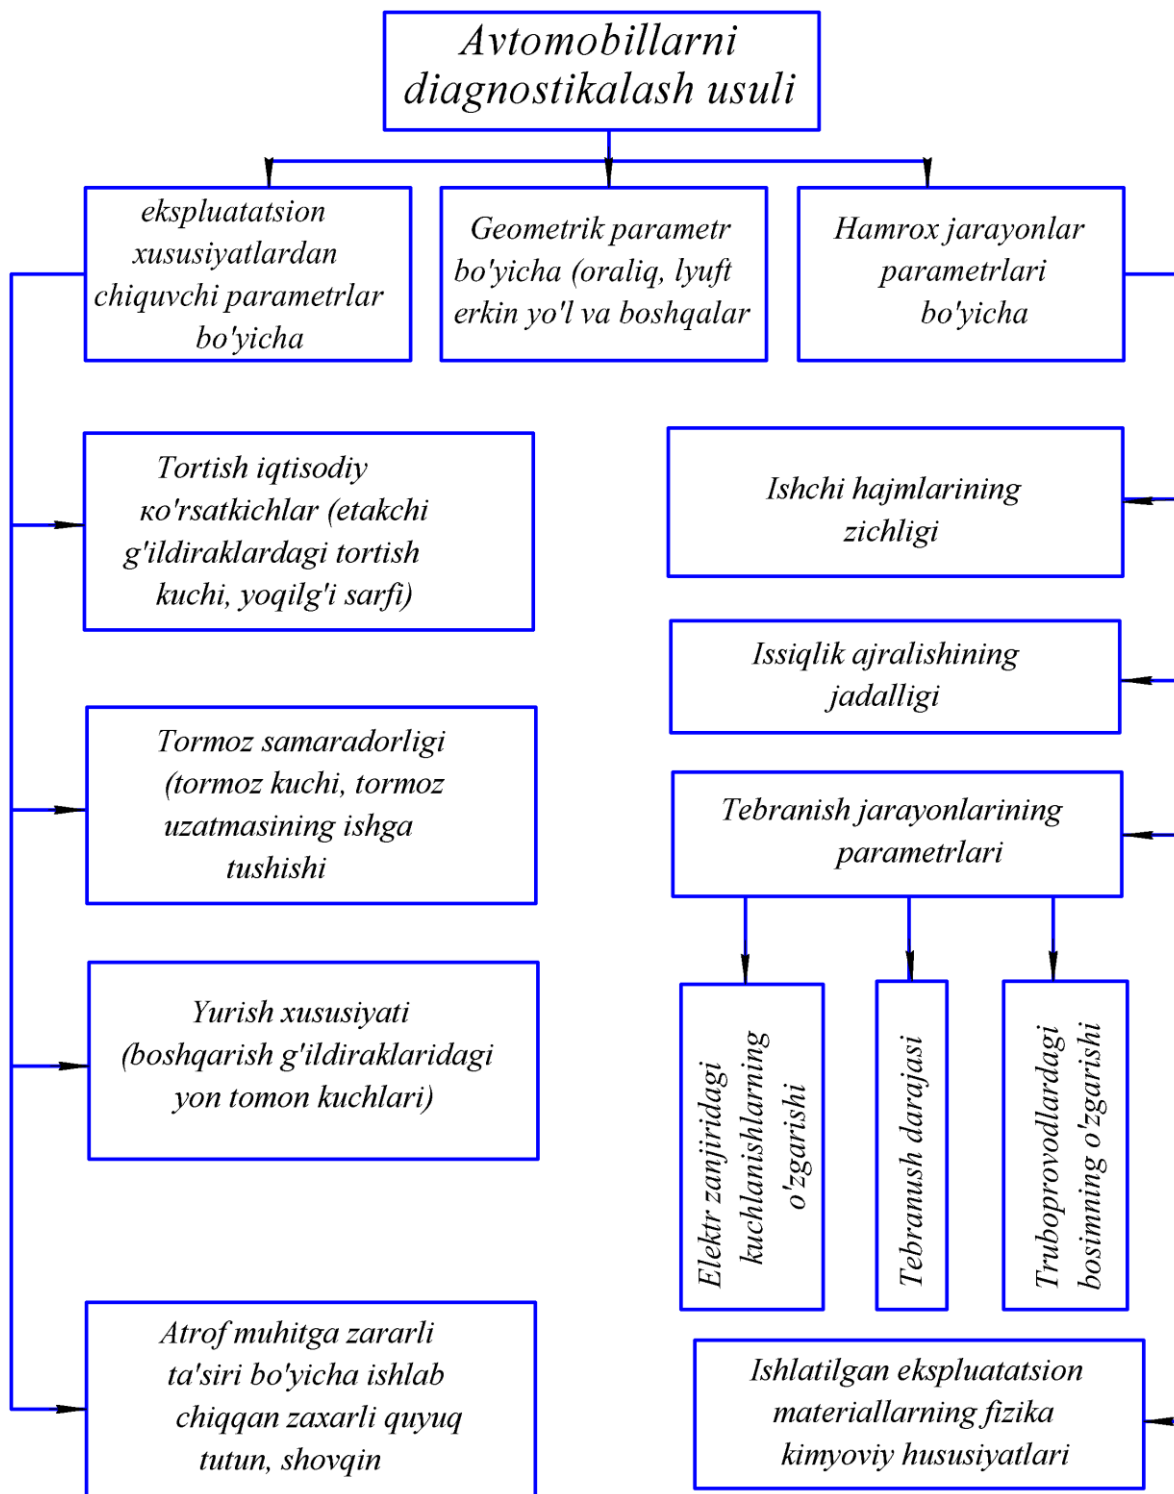 Avtomobillarni
diagnostikalash usuli
ekspluatatsion
xususiyatlardan
chiquvchi parametrlar
bo'yicha
Geometrik parametr
bo'yicha (oraliq, lyuft
erkin yo'l va boshqalar
Hamrox jarayonlar
parametrlari
bo'yicha
Tortish iqtisodiy
ĸo'rsatkichlar (etakchi
g'ildiraklardagi tortish
kuchi, yoqilg'i sarfi)
Tormoz samaradorligi
(tormoz kuchi, tormoz
uzatmasining ishga
tushishi
Yurish xususiyati
(boshqarish g'ildiraklaridagi
yon tomon kuchlari)
Atrof muhitga zararli
ta'siri bo'yicha ishlab
chiqqan zaxarli quyuq
tutun, shovqin
Ishchi hajmlarining
zichligi
Issiqlik ajralishining
jadalligi
Tebranish jarayonlarining
parametrlari
Elektr zanjiridagi
kuchlanishlarning
o'zgarishi
Tebranush darajasi
Truboprovodlardagi
bosimning o'zgarishi
Ishlatilgan ekspluatatsion
materiallarning fizika
kimyoviy hususiyatlari